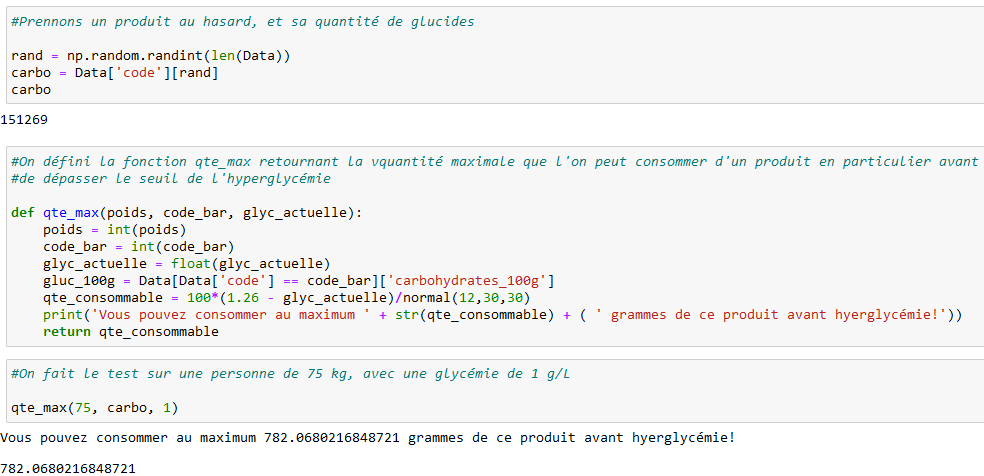 #Prennons un produit au hasard, et sa quantité de glucides
rand = np.random.randint(len(Data))
carbo = Data['code'][rand]
carbo
151269
#On défini la fonction qte_max retournant la vquantité maximale que l'on peut consommer d'un produit en particulier avant
#de dépasser le seuil de l'hyperglycémie
def qte_max(poids, code_bar, glyc_actuelle):
    poids = int(poids)
    code_bar = int(code_bar)
    glyc_actuelle = float(glyc_actuelle)
    gluc_100g = Data[Data['code'] == code_bar]['carbohydrates_100g']
    qte_consommable = 100*(1.26 - glyc_actuelle)/normal(12,30,30)
    print('Vous pouvez consommer au maximum ' + str(qte_consommable) + ( ' grammes de ce produit avant hyerglycémie!'))
    return qte_consommable
#On fait le test sur une personne de 75 kg, avec une glycémie de 1 g/L
qte_max(75, carbo, 1)
Vous pouvez consommer au maximum 782.0680216848721 grammes de ce produit avant hyerglycémie!
782.0680216848721